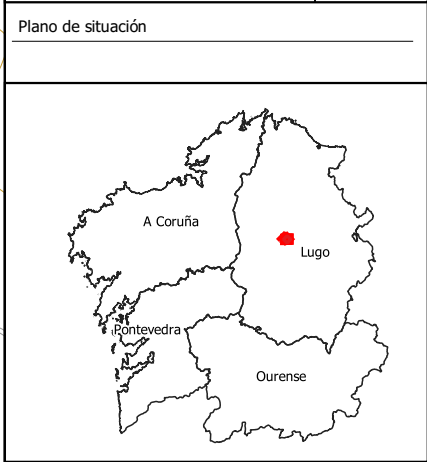 Plano de situación
A Coruña
Lugo
Pontevedra
Ourense